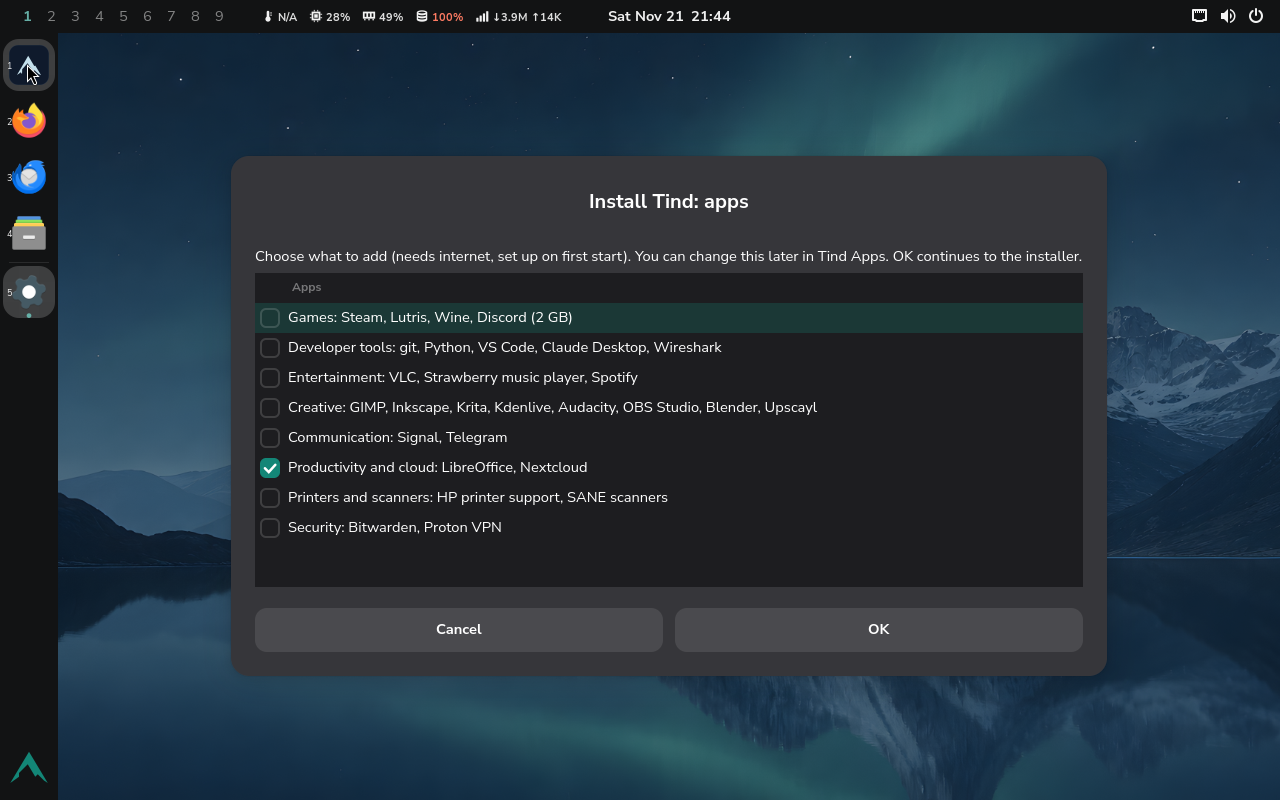 1 2 3 4 5 6 7 8 9 N/A 28% 49% 100% ↓3.9M ↑14K Sat Nov 21 21:44
1
2
3
4
5
Install Tind: apps
Choose what to add (needs internet, set up on first start). You can change this later in Tind Apps. OK continues to the installer.
Apps
Games: Steam, Lutris, Wine, Discord (2 GB)
Developer tools: git, Python, VS Code, Claude Desktop, Wireshark
Entertainment: VLC, Strawberry music player, Spotify
Creative: GIMP, Inkscape, Krita, Kdenlive, Audacity, OBS Studio, Blender, Upscayl
Communication: Signal, Telegram
Productivity and cloud: LibreOffice, Nextcloud
Printers and scanners: HP printer support, SANE scanners
Security: Bitwarden, Proton VPN
Cancel OK